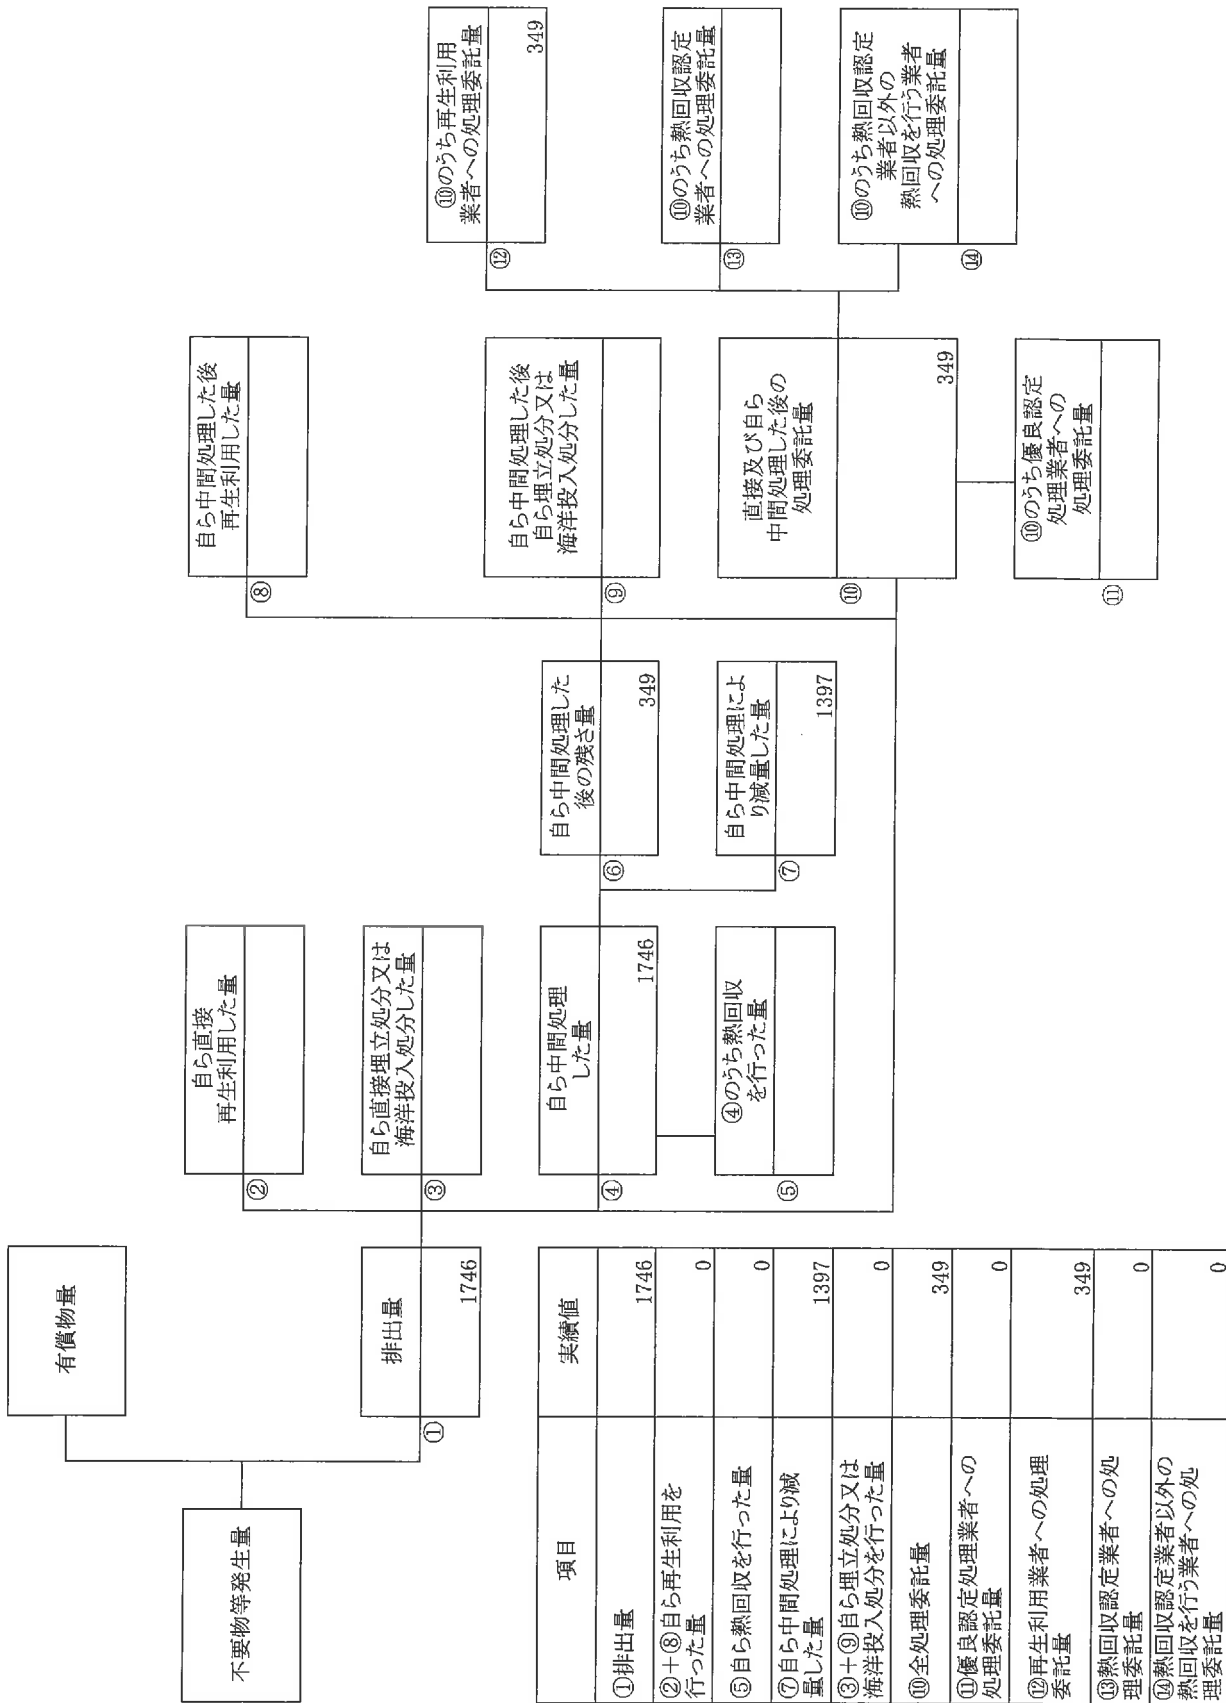 不要物等発生量
有償物量
①
排出量
1746
②
自ら直接
再生利用した量
③
自ら直接埋立処分又は
海洋投入処分した量
④
自ら中間処理
した量
1746
⑤
④のうち熱回収
を行った量
⑥
自ら中間処理した
後の残さ量
349
⑦
自ら中間処理によ
り減量した量
1397
⑧
自ら中間処理した後
再生利用した量
⑨
自ら中間処理した後
自ら埋立処分又は
海洋投入処分した量
⑩
直接及び自ら
中間処理した後の
処理委託量
349
⑪
⑩のうち優良認定
処理業者への
処理委託量
⑫
⑩のうち再生利用
業者への処理委託量
349
⑬
⑩のうち熱回収認定
業者への処理委託量
⑭
⑩のうち熱回収認定
業者以外の
熱回収を行う業者
への処理委託量
項目 実績値
①排出量 1746
②+⑧自ら再生利用を
行った量 0
⑤自ら熱回収を行った量 0
⑦自ら中間処理により減
量した量 1397
③+⑨自ら埋立処分又は
海洋投入処分を行った量 0
⑩全処理委託量 349
⑪優良認定処理業者への
処理委託量 0
⑫再生利用業者への処理
委託量 349
⑬熱回収認定業者への処
理委託量 0
⑭熱回収認定業者以外の
熱回収を行う業者への処
理委託量 0